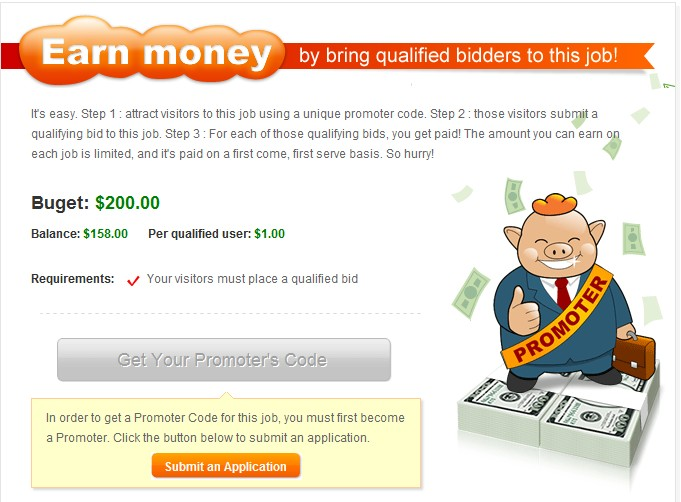 Earn money by bring qualified bidders to this job!
It's easy. Step 1 : attract visitors to this job using a unique promoter code. Step 2 : those visitors submit a
qualifying bid to this job. Step 3 : For each of those qualifying bids, you get paid! The amount you can earn on
each job is limited, and it's paid on a first come, first serve basis. So hurry!
Buget: $200.00
Balance: $158.00 Per qualified user: $1.00
Requirements: Your visitors must place a qualified bid
Get Your Promoter's Code
In order to get a Promoter Code for this job, you must first become
a Promoter. Click the button below to submit an application.
Submit an Application
PROMOTER